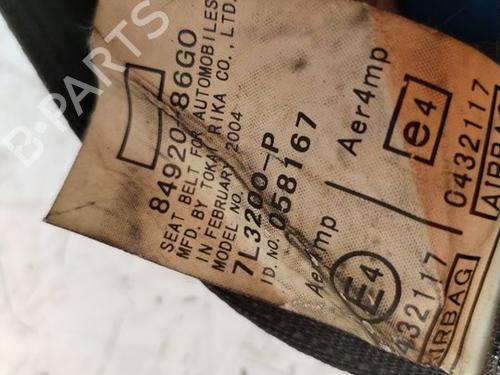 84920-86G0
SEAT BELT FOR AUTOMOBILES
MFD. BY TOKAI RIKA CO., LTD.
IN FEBRUARY 2004
MODEL NO. 7L3200-P
ID. NO. 058167
Aer4mp
Aer4mp
e4
E4
0432117
432117
AIRBAG
AIRBAG
B-PARTS